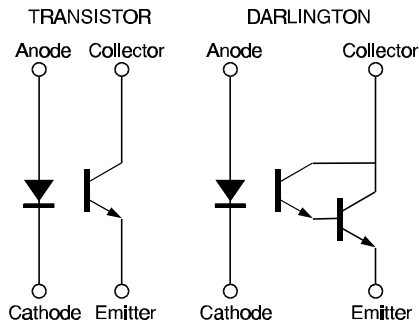 TRANSISTOR
DARLINGTON
Anode
Collector
Anode
Collector
Cathode
Emitter
Cathode
Emitter